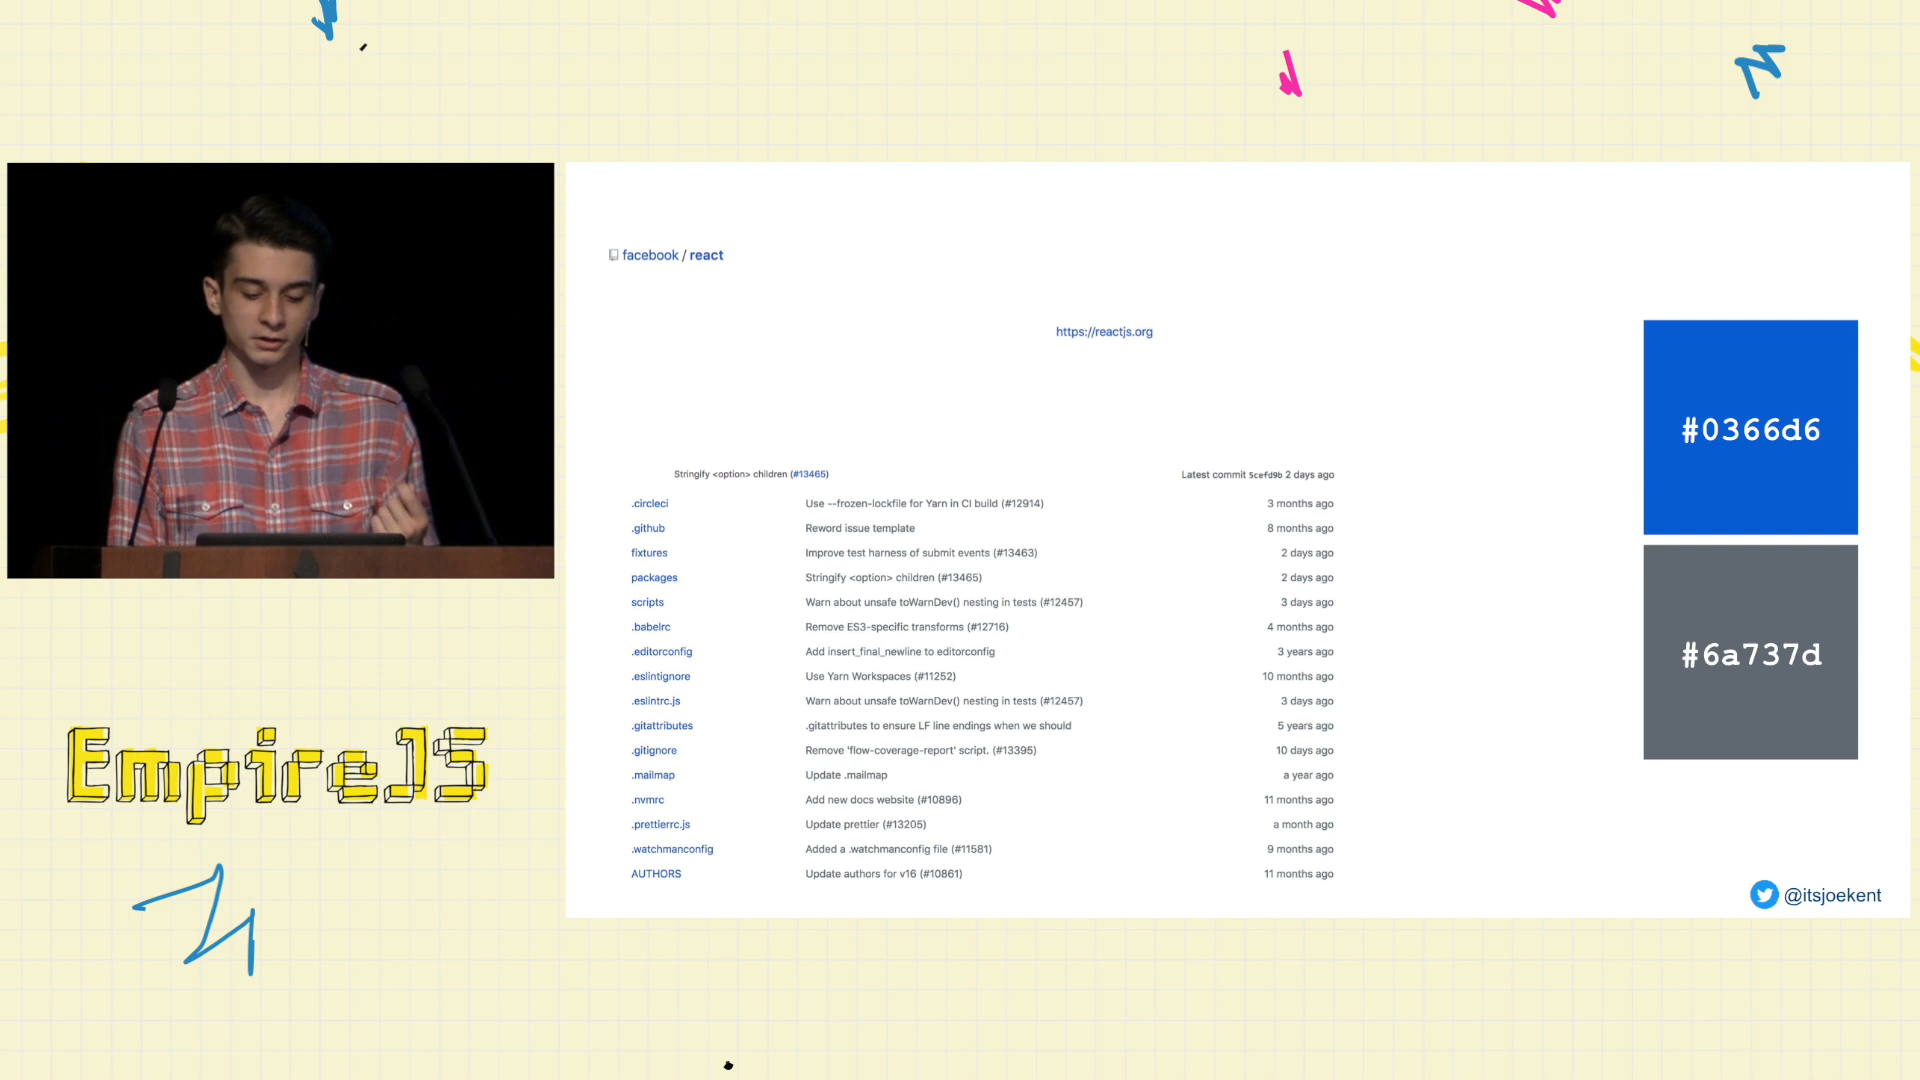 facebook / react
https://reactjs.org
#0366d6
Stringify <option> children (#13465) Latest commit 5cefd9b 2 days ago
.circleci Use --frozen-lockfile for Yarn in CI build (#12914) 3 months ago
.github Reword issue template 8 months ago
fixtures Improve test harness of submit events (#13463) 2 days ago
packages Stringify <option> children (#13465) 2 days ago
scripts Warn about unsafe toWarnDev() nesting in tests (#12457) 3 days ago
.babelrc Remove ES3-specific transforms (#12716) 4 months ago
.editorconfig Add insert_final_newline to editorconfig 3 years ago
.eslintignore Use Yarn Workspaces (#11252) 10 months ago
.eslintrc.js Warn about unsafe toWarnDev() nesting in tests (#12457) 3 days ago
.gitattributes .gitattributes to ensure LF line endings when we should 5 years ago
.gitignore Remove 'flow-coverage-report' script. (#13395) 10 days ago
.mailmap Update .mailmap a year ago
.nvmrc Add new docs website (#10896) 11 months ago
.prettierrc.js Update prettier (#13205) a month ago
.watchmanconfig Added a .watchmanconfig file (#11581) 9 months ago
AUTHORS Update authors for v16 (#10861) 11 months ago
#6a737d
@itsjoekent
EmpireJS